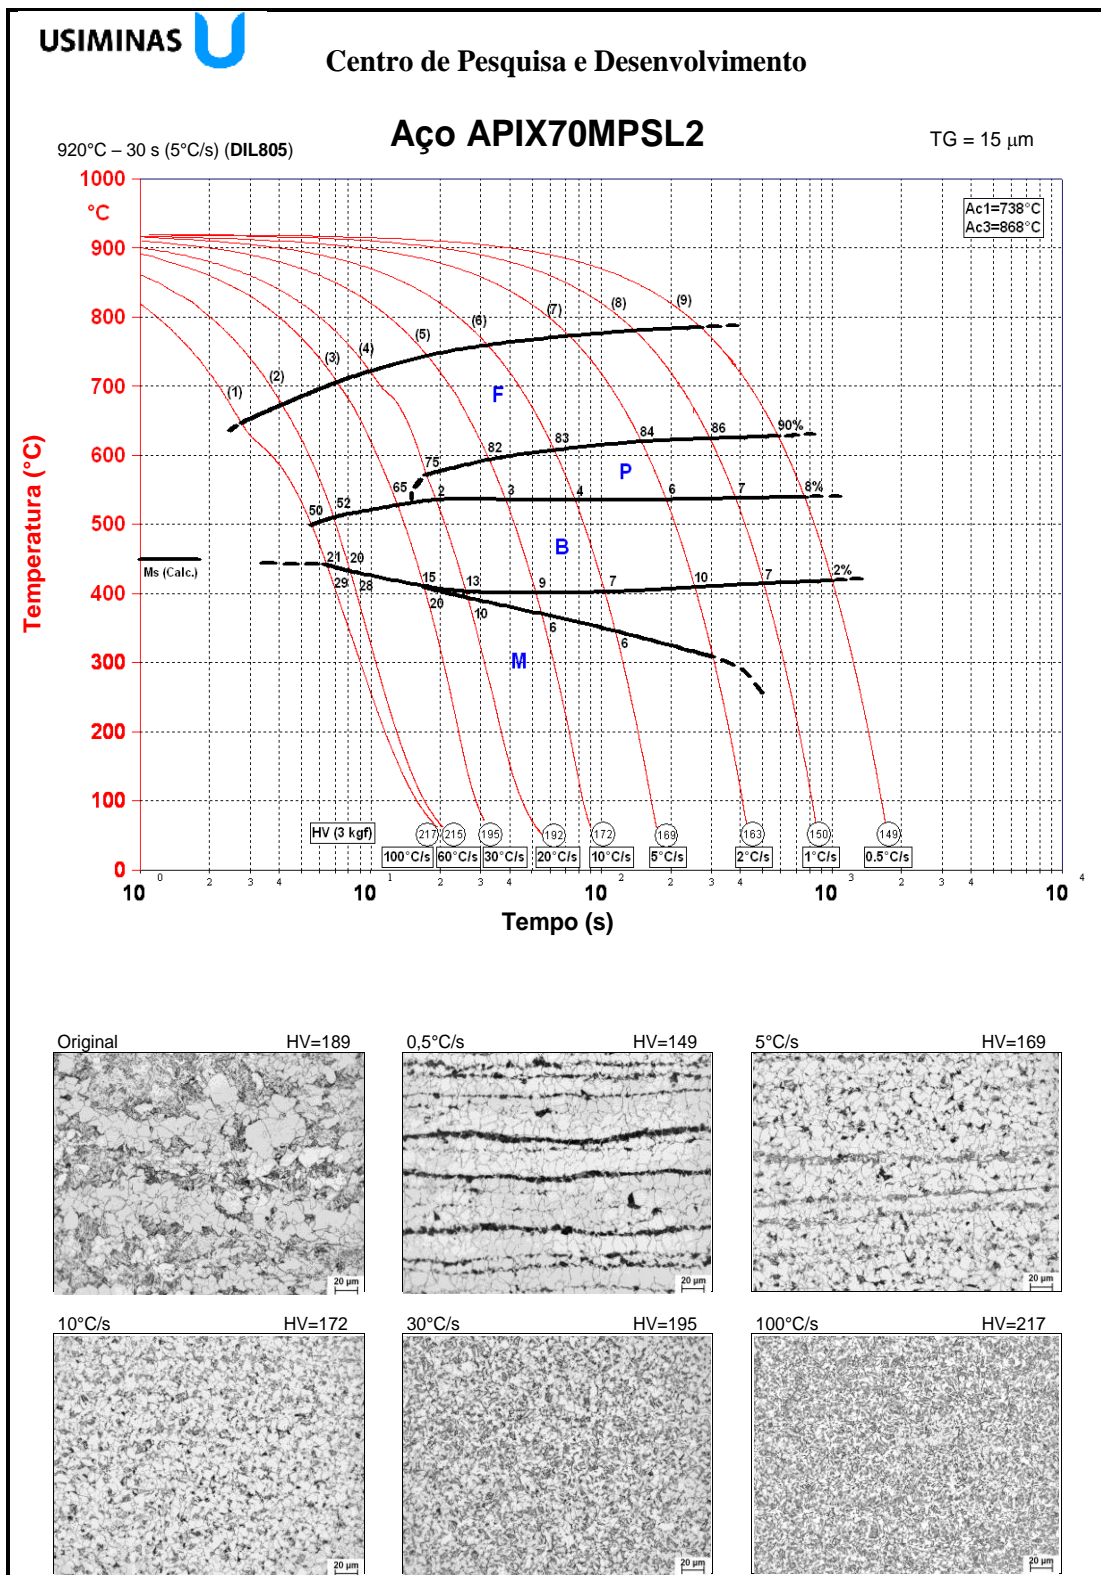 USIMINAS
Centro de Pesquisa e Desenvolvimento
Aço APIX70MPSL2
920°C – 30 s (5°C/s) (DIL805)
TG = 15 μm
1000
°C
Ac1=738°C
Ac3=868°C
900
(9)
(8)
(7)
(6)
800
(5)
(4)
(3)
(2)
(1)
700
F
90%
86
84
83
82
75
600
P
65
8%
7
6
4
3
2
52
50
500
B
Ms (Calc.)
21
20
29
28
15
20
13
10
9
6
7
6
10
7
2%
400
M
300
200
100
HV (3 kgf)
217
215
195
192
172
169
163
150
149
100°C/s
60°C/s
30°C/s
20°C/s
10°C/s
5°C/s
2°C/s
1°C/s
0.5°C/s
0
10 0 2 3 4 10 1 2 3 4 10 2 2 3 4 10 3 2 3 4 10 4
Temperatura (°C)
Tempo (s)
Original HV=189
0,5°C/s HV=149
5°C/s HV=169
20 μm
20 μm
20 μm
10°C/s HV=172
30°C/s HV=195
100°C/s HV=217
20 μm
20 μm
20 μm